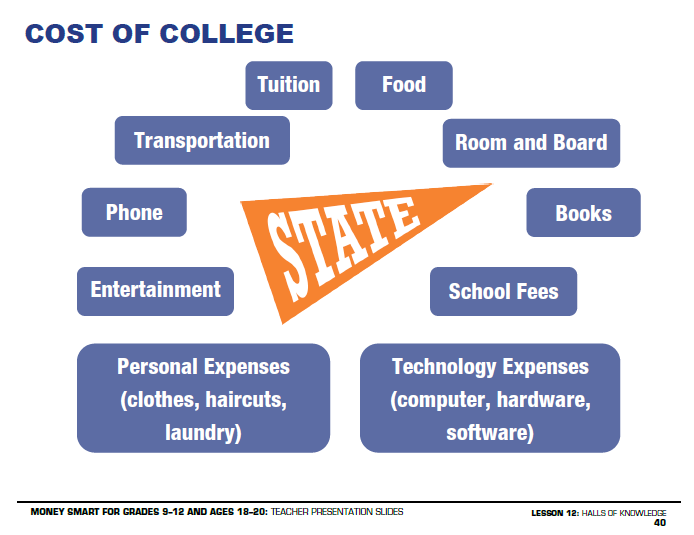 COST OF COLLEGE
Tuition
Food
Transportation
Room and Board
Phone
Books
STATE
Entertainment
School Fees
Personal Expenses
(clothes, haircuts,
laundry)
Technology Expenses
(computer, hardware,
software)
MONEY SMART FOR GRADES 9–12 AND AGES 18–20: TEACHER PRESENTATION SLIDES
LESSON 12: HALLS OF KNOWLEDGE
40